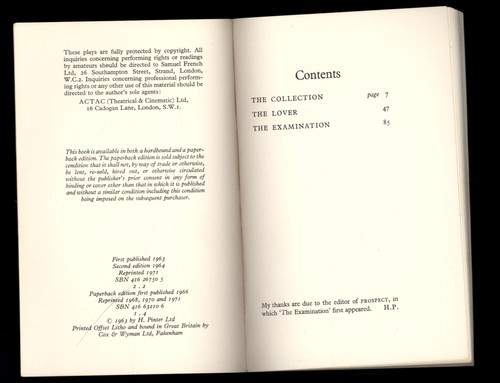 These plays are fully protected by copyright. All
inquiries concerning performing rights or readings
by amateurs should be directed to Samuel French
Ltd, 26 Southampton Street, Strand, London,
W.C.2. Inquiries concerning professional perform-
ing rights or any other use of this material should be
directed to the author's sole agents:
ACTAC (Theatrical & Cinematic) Ltd,
16 Cadogan Lane, London, S.W.1.
This book is available in both a hardbound and a paper-
back edition. The paperback edition is sold subject to the
condition that it shall not, by way of trade or otherwise,
be lent, re-sold, hired out, or otherwise circulated
without the publisher's prior consent in any form of
binding or cover other than that in which it is published
and without a similar condition including this condition
being imposed on the subsequent purchaser.
First published 1963
Second edition 1964
Reprinted 1971
SBN 416 26750 5
2.2
Paperback edition first published 1966
Reprinted 1968, 1970 and 1971
SBN 416 63210 6
1.4
© 1963 by H. Pinter Ltd
Printed Offset Litho and bound in Great Britain by
Cox & Wyman Ltd, Fakenham
Contents
THE COLLECTION page 7
THE LOVER 47
THE EXAMINATION 85
My thanks are due to the editor of PROSPECT, in
which 'The Examination' first appeared. H.P.